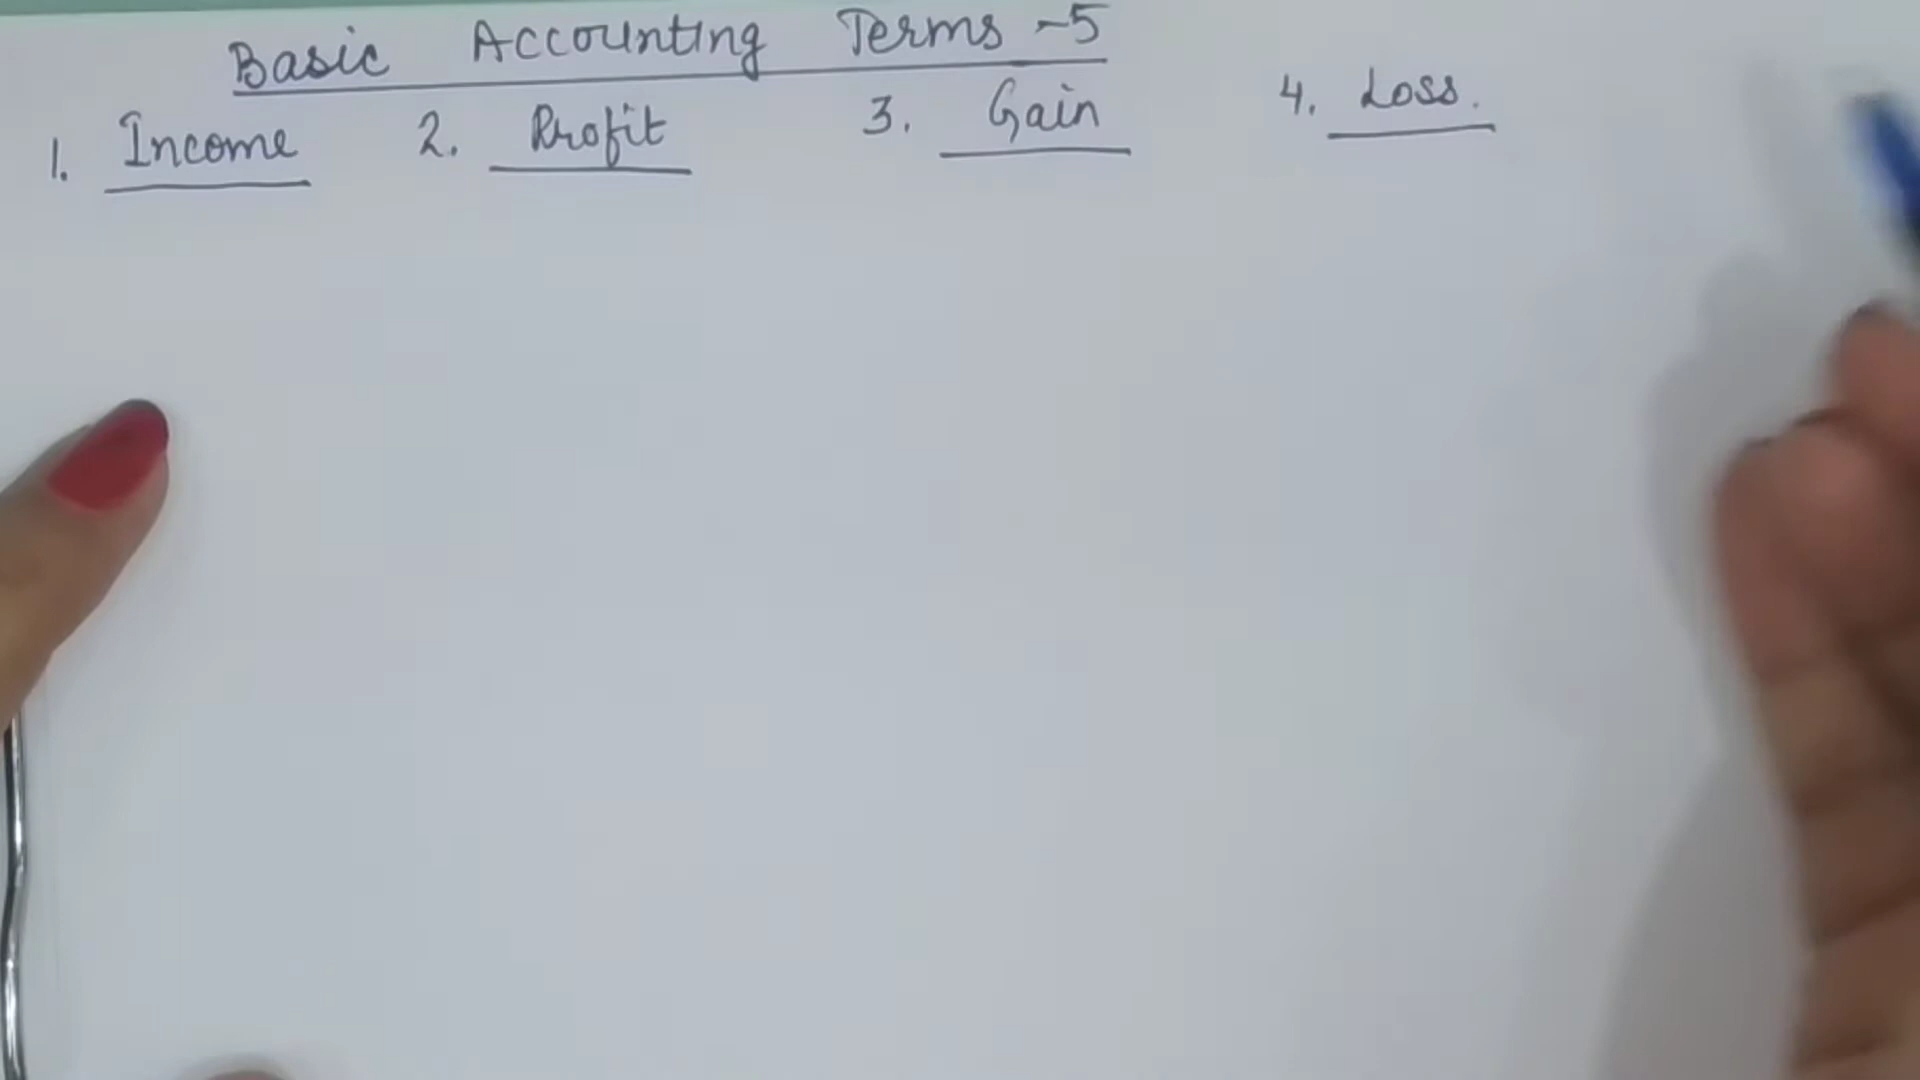 Basic Accounting Terms -5
1. Income 2. Profit 3. Gain 4. Loss.